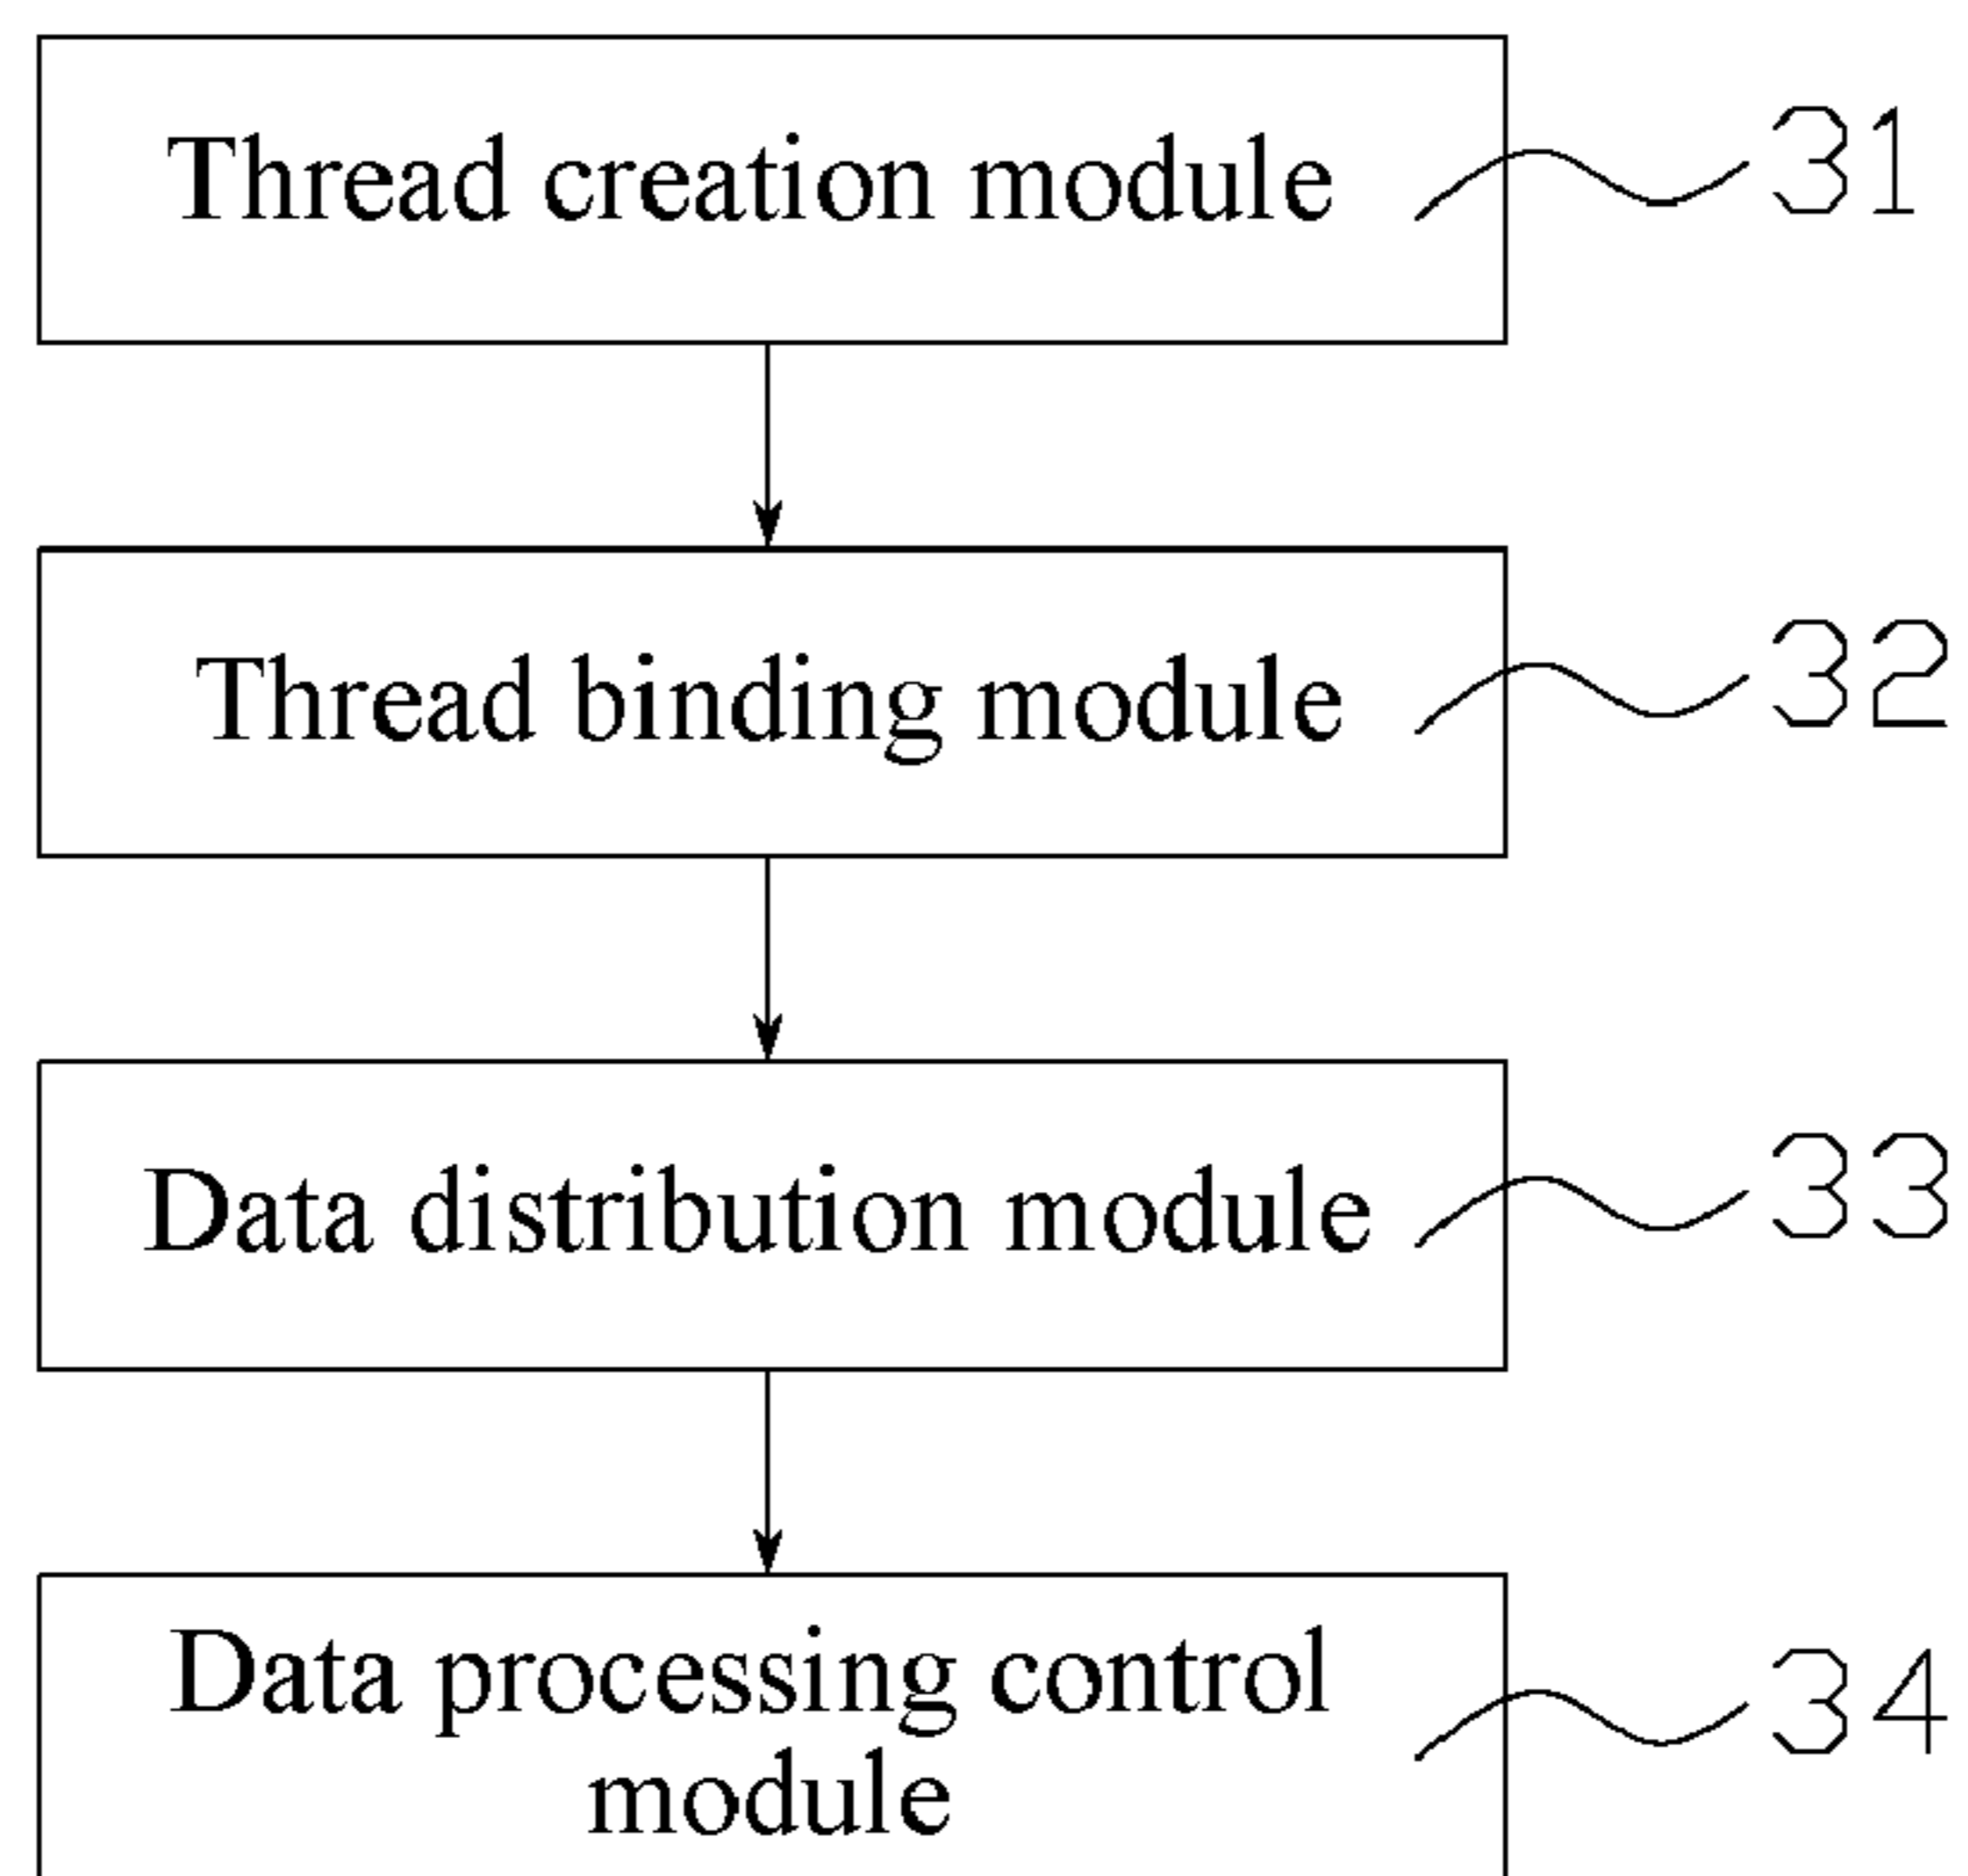 Thread creation module 31
Thread binding module 32
Data distribution module 33
Data processing control 34
module